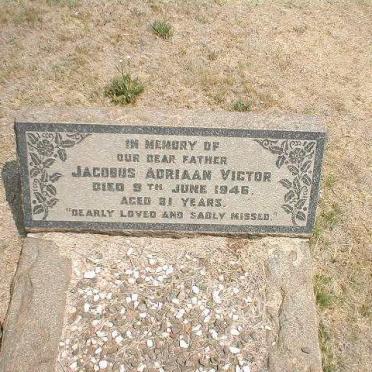 IN MEMORY OF
OUR DEAR FATHER
JACOBUS ADRIAAN VICTOR
DIED 9TH JUNE 1946
AGED 81 YEARS.
"DEARLY LOVED AND SADLY MISSED."